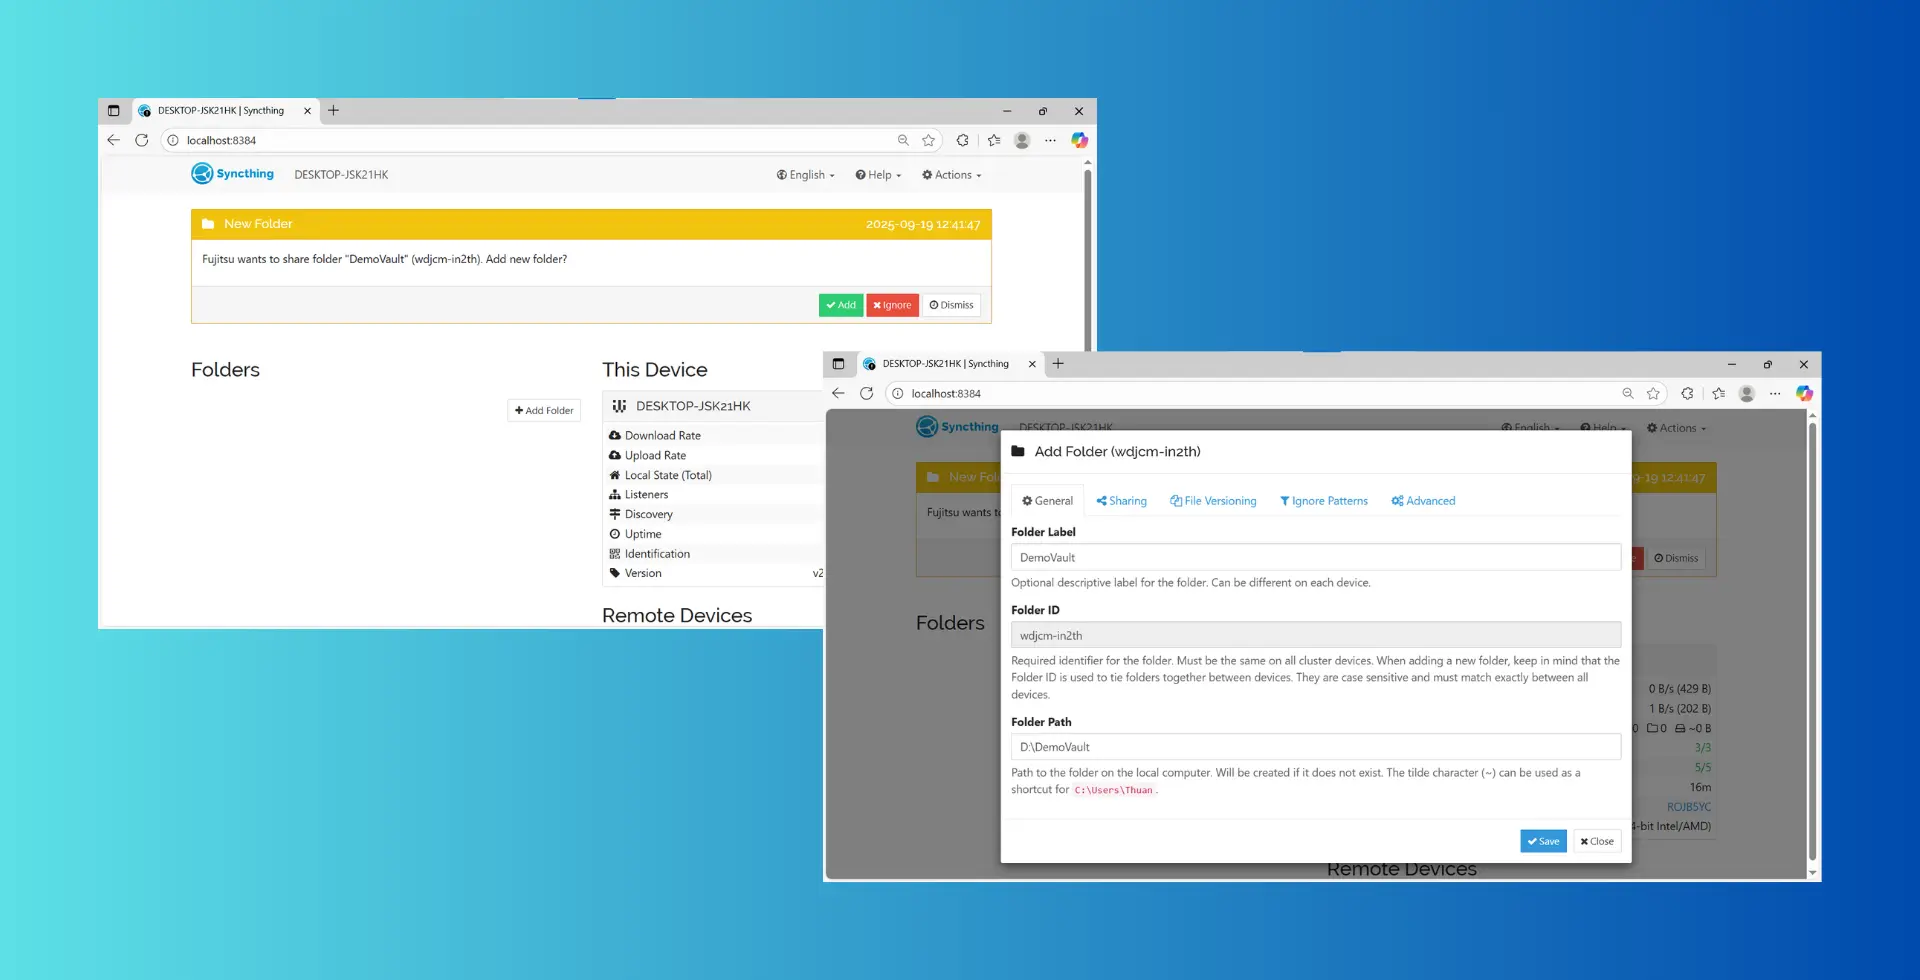 DESKTOP-JSK21HK | Syncthing
localhost:8384
Syncthing DESKTOP-JSK21HK English Help Actions
New Folder 2025-09-19 12:41:47
Fujitsu wants to share folder "DemoVault" (wdjcm-in2th). Add new folder?
Add Ignore Dismiss
Folders
Add Folder
This Device
DESKTOP-JSK21HK
Download Rate
Upload Rate
Local State (Total)
Listeners
Discovery
Uptime
Identification
Version v2
Remote Devices
DESKTOP-JSK21HK | Syncthing
localhost:8384
Syncthing DESKTOP-JSK21HK English Help Actions
New Fol 9-19 12:41:47
Fujitsu wants to
Dismiss
Folders
Add Folder (wdjcm-in2th)
General Sharing File Versioning Ignore Patterns Advanced
Folder Label
DemoVault
Optional descriptive label for the folder. Can be different on each device.
Folder ID
wdjcm-in2th
Required identifier for the folder. Must be the same on all cluster devices. When adding a new folder, keep in mind that the
Folder ID is used to tie folders together between devices. They are case sensitive and must match exactly between all
devices.
Folder Path
D:\DemoVault
Path to the folder on the local computer. Will be created if it does not exist. The tilde character (~) can be used as a
shortcut for C:\Users\Thuan.
Save Close
0 B/s (429 B)
1 B/s (202 B)
0 0 ~0 B
3/3
5/5
16m
ROJB5YC
4-bit Intel/AMD)
Remote Devices